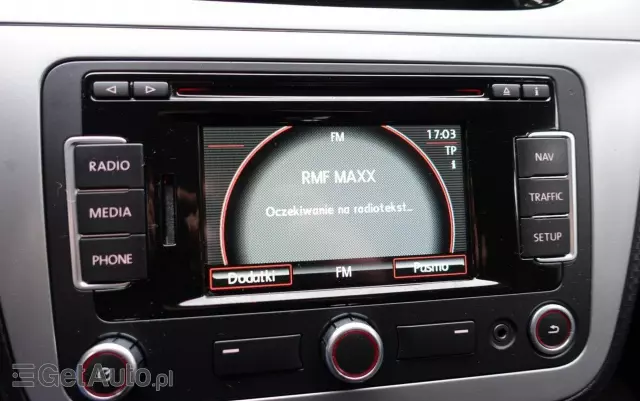 FM
17:03
TP
i
RMF MAXX
Oczekiwanie na radiotekst...
Dodatki
FM
Pasmo
RADIO
MEDIA
PHONE
NAV
TRAFFIC
SETUP
i
GetAuto.pl